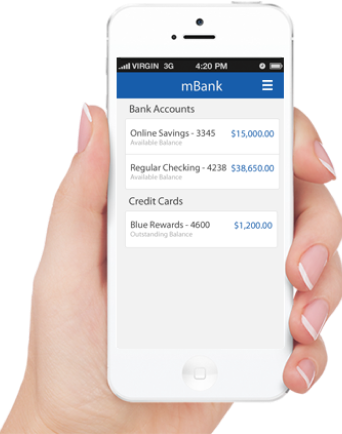 VIRGIN 3G 4:20 PM
mBank
Bank Accounts
Online Savings - 3345 $15,000.00
Available Balance
Regular Checking - 4238 $38,650.00
Available Balance
Credit Cards
Blue Rewards - 4600 $1,200.00
Outstanding Balance